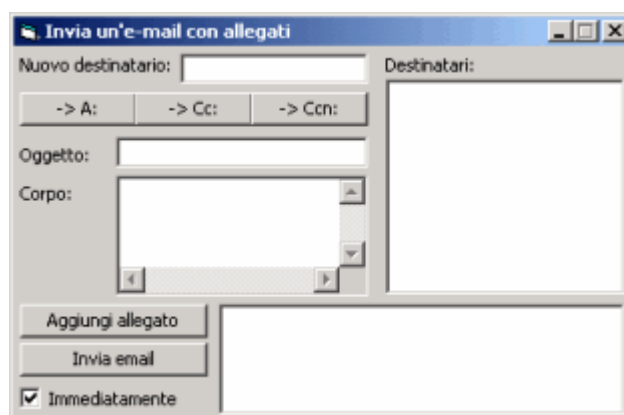 Invia un'e-mail con allegati
Nuovo destinatario:
Destinatari:
-> A: -> Cc: -> Ccn:
Oggetto:
Corpo:
Aggiungi allegato
Invia email
Immediatamente